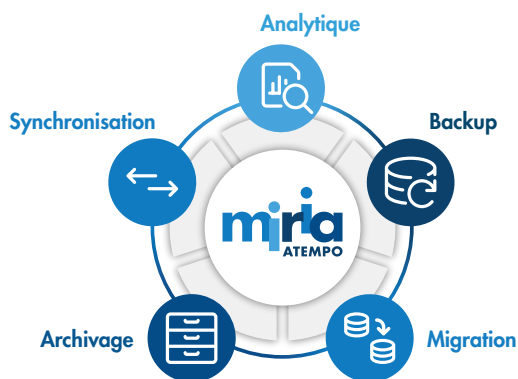 Analytique
Synchronisation
Backup
miria
ATEMPO
Archivage
Migration